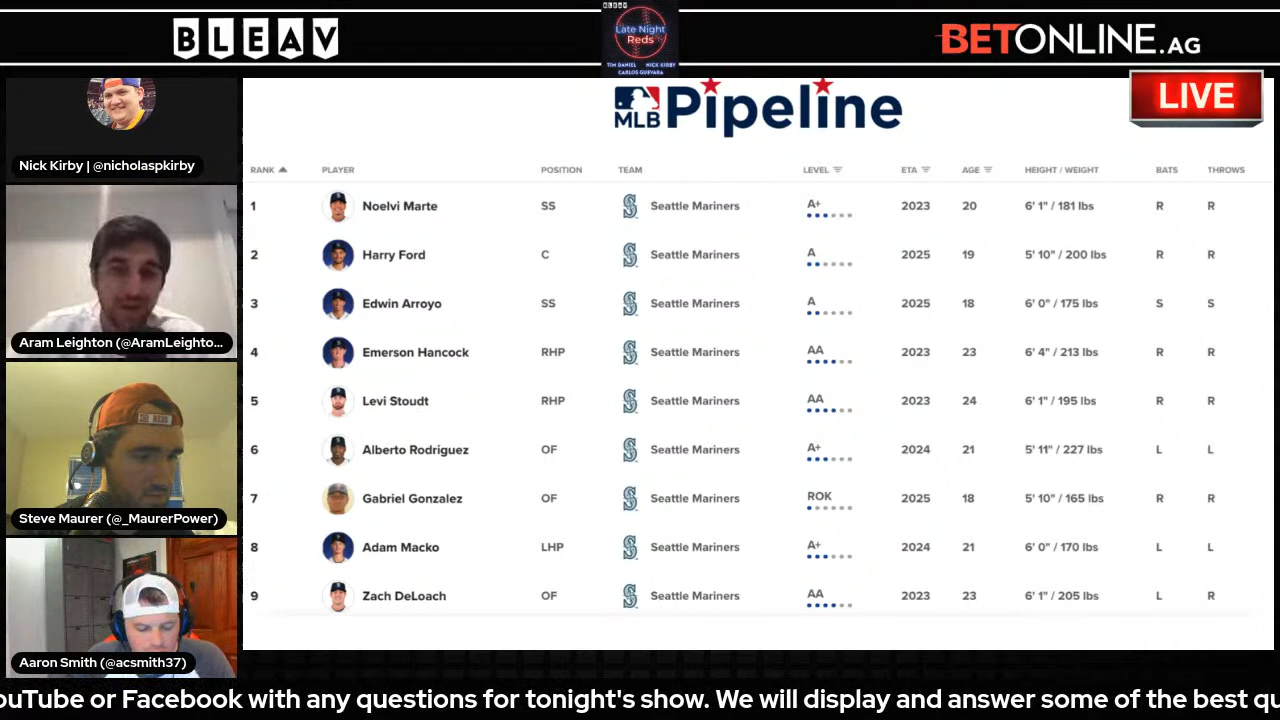 BLEAV
BLEAV
Late Night
Reds
TIM DANIEL NICK KIRBY
CARLOS GUEVARA
BETONLINE.AG
LIVE
Nick Kirby | @nicholaspkirby
Aram Leighton (@AramLeighto...
Steve Maurer (@_MaurerPower)
Aaron Smith (@acsmith37)
MLB Pipeline
RANK PLAYER POSITION TEAM LEVEL ETA AGE HEIGHT / WEIGHT BATS THROWS
1 Noelvi Marte SS Seattle Mariners A+ 2023 20 6' 1" / 181 lbs R R
2 Harry Ford C Seattle Mariners A 2025 19 5' 10" / 200 lbs R R
3 Edwin Arroyo SS Seattle Mariners A 2025 18 6' 0" / 175 lbs S S
4 Emerson Hancock RHP Seattle Mariners AA 2023 23 6' 4" / 213 lbs R R
5 Levi Stoudt RHP Seattle Mariners AA 2023 24 6' 1" / 195 lbs R R
6 Alberto Rodriguez OF Seattle Mariners A+ 2024 21 5' 11" / 227 lbs L L
7 Gabriel Gonzalez OF Seattle Mariners ROK 2025 18 5' 10" / 165 lbs R R
8 Adam Macko LHP Seattle Mariners A+ 2024 21 6' 0" / 170 lbs L L
9 Zach DeLoach OF Seattle Mariners AA 2023 23 6' 1" / 205 lbs L R
ouTube or Facebook with any questions for tonight's show. We will display and answer some of the best qu